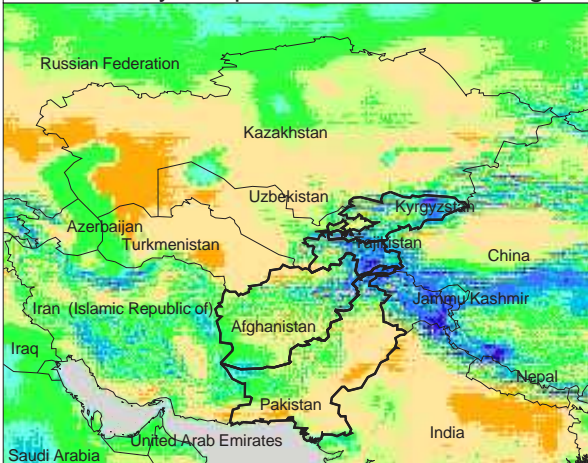 Russian Federation
Kazakhstan
Uzbekistan
Kyrgyzstan
Azerbaijan
Turkmenistan
Tajikistan
China
Iran (Islamic Republic of)
Jammu Kashmir
Afghanistan
Iraq
Nepal
Pakistan
India
United Arab Emirates
Saudi Arabia